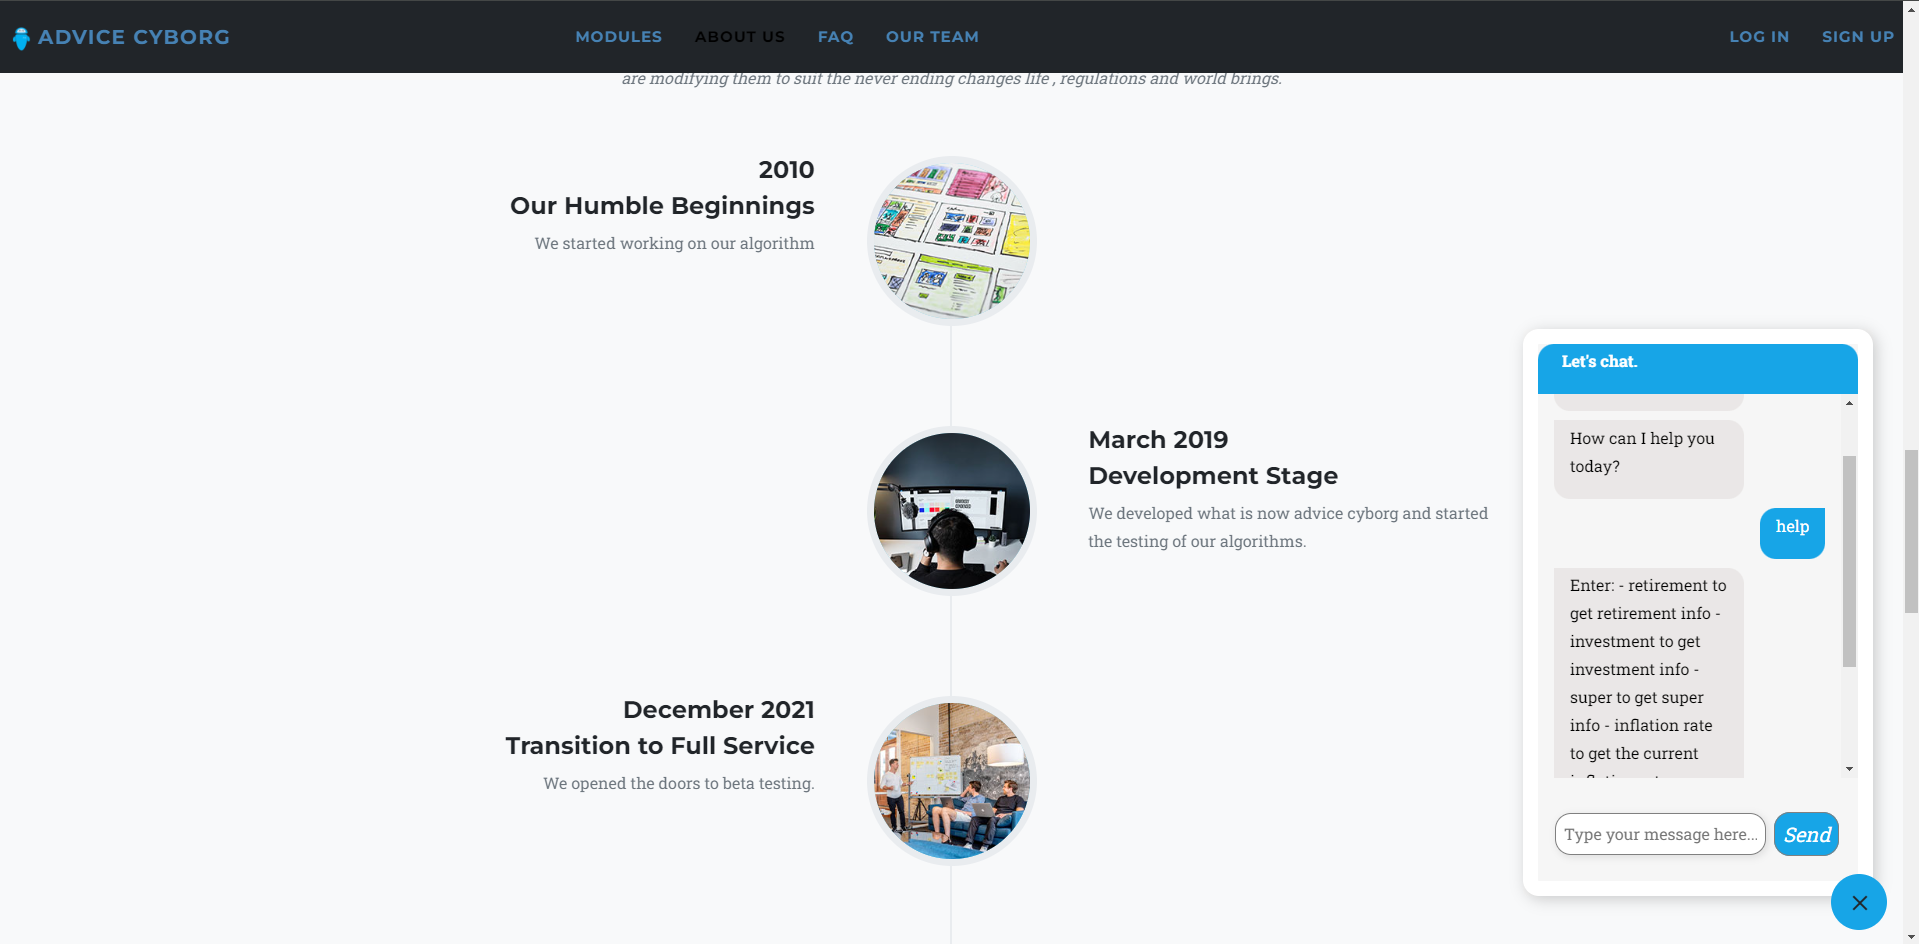 ADVICE CYBORG
MODULES
ABOUT US
FAQ
OUR TEAM
LOG IN
SIGN UP
are modifying them to suit the never ending changes life , regulations and world brings.
2010
Our Humble Beginnings
We started working on our algorithm
March 2019
Development Stage
We developed what is now advice cyborg and started
the testing of our algorithms.
December 2021
Transition to Full Service
We opened the doors to beta testing.
Let's chat.
How can I help you
today?
help
Enter: - retirement to
get retirement info -
investment to get
investment info -
super to get super
info - inflation rate
to get the current
Type your message here...
Send